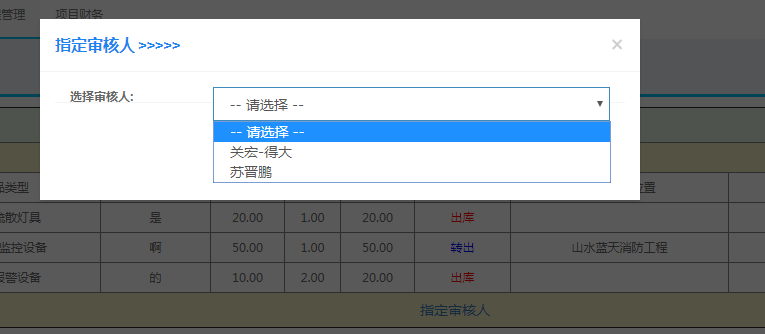 管理 项目财务
指定审核人 >>>>> ×
选择审核人: -- 请选择 --
-- 请选择 --
关宏-得大
苏晋鹏
品类型 位置
疏散灯具 是 20.00 1.00 20.00 出库
监控设备 啊 50.00 1.00 50.00 转出 山水蓝天消防工程
报警设备 的 10.00 2.00 20.00 出库
指定审核人